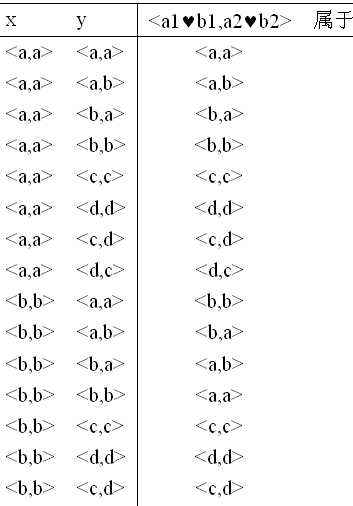 x y <a1♥b1,a2♥b2> 属于
<a,a> <a,a> <a,a>
<a,a> <a,b> <a,b>
<a,a> <b,a> <b,a>
<a,a> <b,b> <b,b>
<a,a> <c,c> <c,c>
<a,a> <d,d> <d,d>
<a,a> <c,d> <c,d>
<a,a> <d,c> <d,c>
<b,b> <a,a> <b,b>
<b,b> <a,b> <b,a>
<b,b> <b,a> <a,b>
<b,b> <b,b> <a,a>
<b,b> <c,c> <c,c>
<b,b> <d,d> <d,d>
<b,b> <c,d> <c,d>